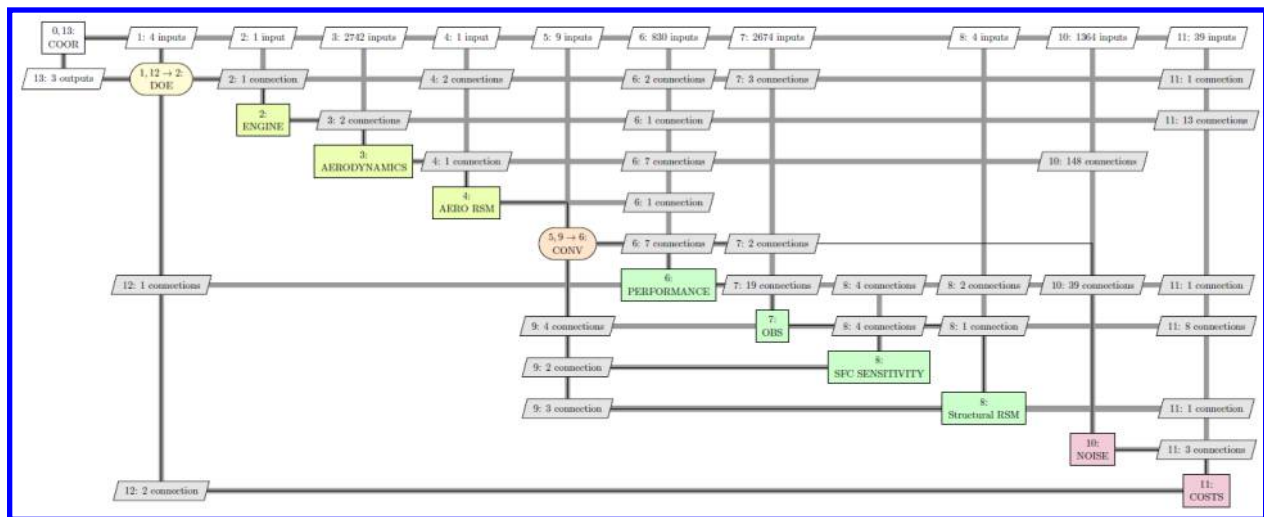 0, 13:
COOR
1: 4 inputs
2: 1 input
3: 2742 inputs
4: 1 input
5: 9 inputs
6: 830 inputs
7: 2674 inputs
8: 4 inputs
10: 1364 inputs
11: 39 inputs
13: 3 outputs
1, 12 → 2:
DOE
2: 1 connection
4: 2 connections
6: 2 connections
7: 3 connections
11: 1 connection
2:
ENGINE
3: 2 connections
6: 1 connection
11: 13 connections
3:
AERODYNAMICS
4: 1 connection
6: 7 connections
10: 148 connections
4:
AERO RSM
6: 1 connection
5, 9 → 6:
CONV
6: 7 connections
7: 2 connections
12: 1 connections
6:
PERFORMANCE
7: 19 connections
8: 4 connections
8: 2 connections
10: 39 connections
11: 1 connection
9: 4 connections
7:
OBS
8: 4 connections
8: 1 connection
11: 8 connections
9: 2 connection
8:
SFC SENSITIVITY
9: 3 connection
8:
Structural RSM
11: 1 connection
10:
NOISE
11: 3 connections
12: 2 connection
11:
COSTS